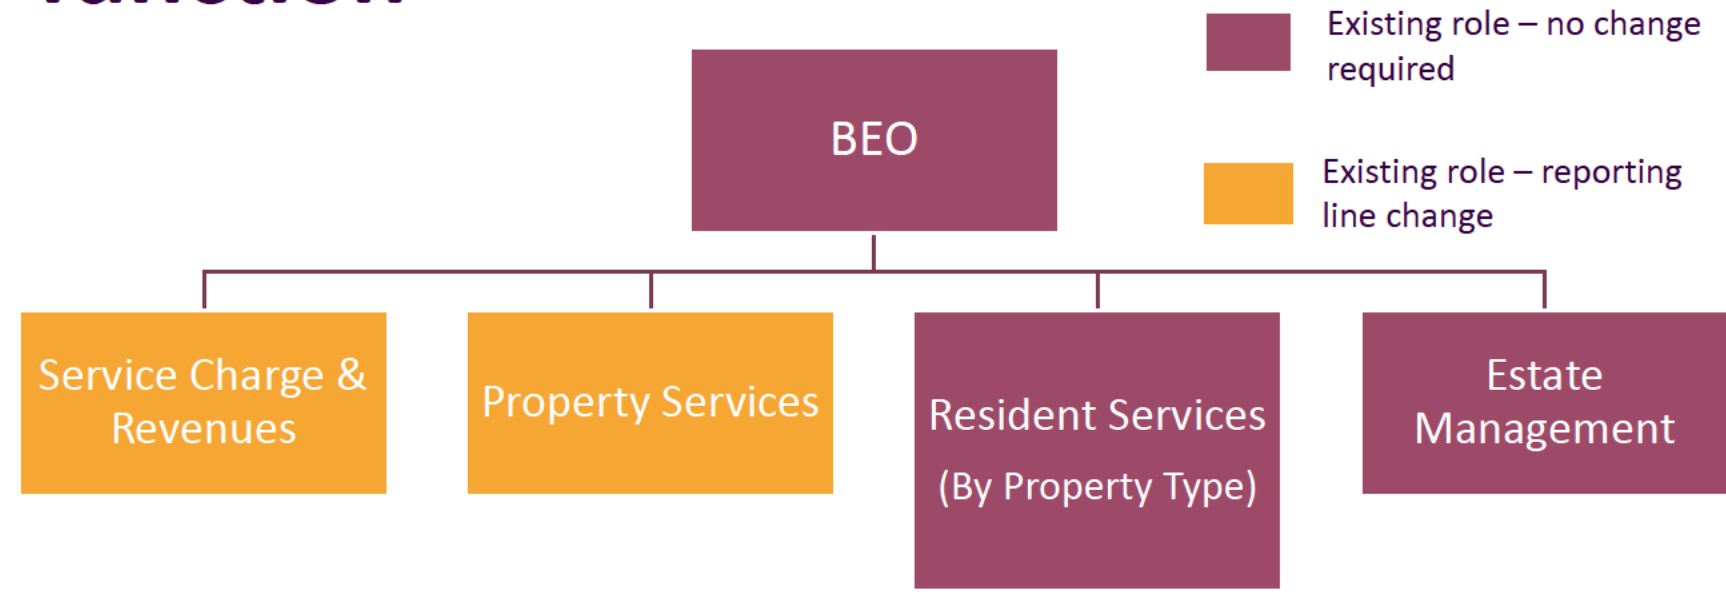 function
Existing role – no change
required
BEO
Existing role – reporting
line change
Service Charge &
Revenues
Property Services
Resident Services
(By Property Type)
Estate
Management